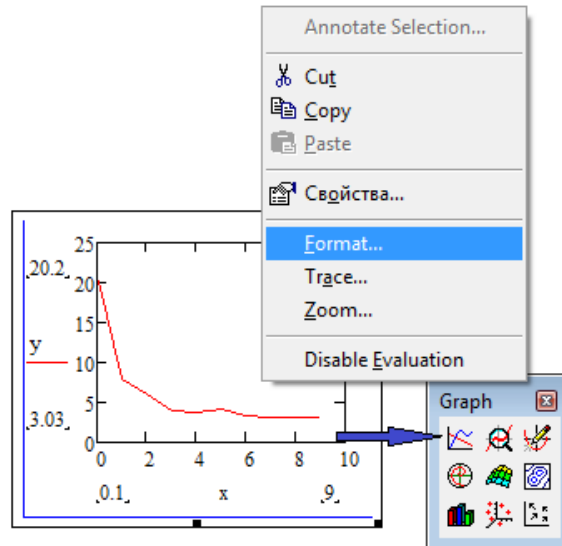 Annotate Selection...
Cut
Copy
Paste
Свойства...
Format...
Trace...
Zoom...
Disable Evaluation
25
20.2
20
15
y
10
5
3.03
0
0 2 4 6 8 10
0.1 x 9
Graph